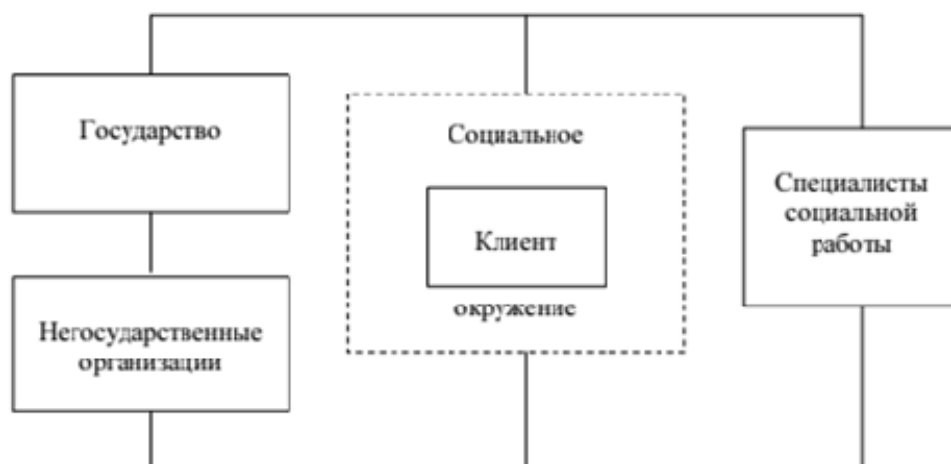 Государство
Негосударственные
организации
Социальное
Клиент
окружение
Специалисты
социальной
работы